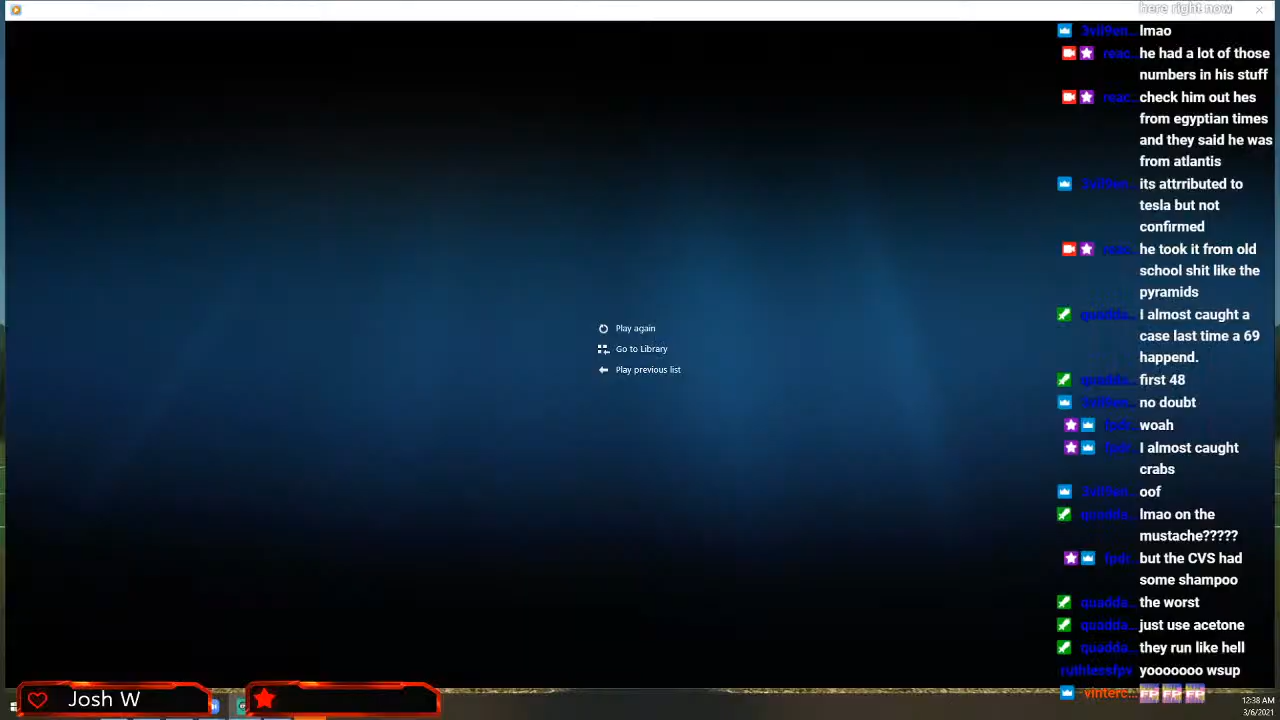 here right now
lmao
he had a lot of those
numbers in his stuff
check him out hes
from egyptian times
and they said he was
from atlantis
its attrributed to
tesla but not
confirmed
he took it from old
school shit like the
pyramids
I almost caught a
case last time a 69
happend.
first 48
no doubt
woah
I almost caught
crabs
oof
lmao on the
mustache?????
but the CVS had
some shampoo
quadda... the worst
quadda... just use acetone
quadda... they run like hell
ruthlessfpv yooooooo wsup
Play again
Go to Library
Play previous list
Josh W
12:38 AM
3/6/2021